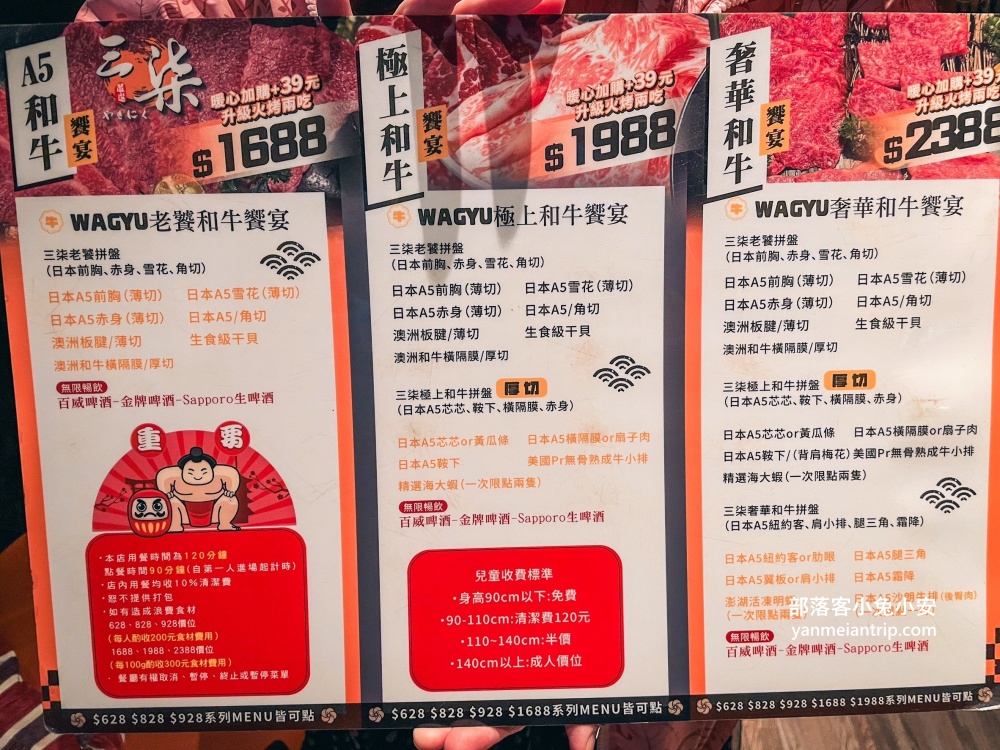 A5和牛
饗宴
三柒
やきにく
暖心加購+39元
升級火烤兩吃
$1688
WAGYU老饕和牛饗宴
三柒老饕拼盤
(日本前胸、赤身、雪花、角切)
日本A5前胸(薄切) 日本A5雪花(薄切)
日本A5赤身(薄切) 日本A5/角切
澳洲板腱/薄切 生食級干貝
澳洲和牛橫隔膜/厚切
無限暢飲
百威啤酒-金牌啤酒-Sapporo生啤酒
重要
・本店用餐時間為120分鐘
點餐時間90分鐘(自第一人進場起計時)
・店內用餐均收10%清潔費
・恕不提供打包
・如有造成浪費食材
628、828、928價位
(每人酌收200元食材費用)
1688、1988、2388價位
(每100g酌收300元食材費用)
・餐廳有權取消、暫停、終止或暫停菜單
$628 $828 $928系列MENU皆可點
極上和牛
饗宴
暖心加購+39元
升級火烤兩吃
$1988
WAGYU極上和牛饗宴
三柒老饕拼盤
(日本前胸、赤身、雪花、角切)
日本A5前胸(薄切) 日本A5雪花(薄切)
日本A5赤身(薄切) 日本A5/角切
澳洲板腱/薄切 生食級干貝
澳洲和牛橫隔膜/厚切
三柒極上和牛拼盤 厚切
(日本A5芯芯、鞍下、橫隔膜、赤身)
日本A5芯芯or黃瓜條 日本A5橫隔膜or扇子肉
日本A5鞍下 美國Pr無骨熟成牛小排
精選海大蝦(一次限點兩隻)
無限暢飲
百威啤酒-金牌啤酒-Sapporo生啤酒
兒童收費標準
・身高90cm以下:免費
・90-110cm:清潔費120元
・110~140cm:半價
・140cm以上:成人價位
$628 $828 $928 $1688系列MENU皆可點
奢華和牛
饗宴
暖心加購+39元
升級火烤兩吃
$2388
WAGYU奢華和牛饗宴
三柒老饕拼盤
(日本前胸、赤身、雪花、角切)
日本A5前胸(薄切) 日本A5雪花(薄切)
日本A5赤身(薄切) 日本A5/角切
澳洲板腱/薄切 生食級干貝
澳洲和牛橫隔膜/厚切
三柒極上和牛拼盤 厚切
(日本A5芯芯、鞍下、橫隔膜、赤身)
日本A5芯芯or黃瓜條 日本A5橫隔膜or扇子肉
日本A5鞍下/(背肩梅花) 美國Pr無骨熟成牛小排
精選海大蝦(一次限點兩隻)
三柒奢華和牛拼盤
(日本A5紐約客、肩小排、腿三角、霜降)
日本A5紐約客or肋眼 日本A5腿三角
日本A5翼板or肩小排 日本A5霜降
澎湖活凍明蝦 日本A5沙朗牛排(後臀肉)
(一次限點六隻)
無限暢飲
百威啤酒-金牌啤酒-Sapporo生啤酒
$628 $828 $928 $1688 $1988系列MENU皆可點
部落客小兔小安
yanmeiantrip.com